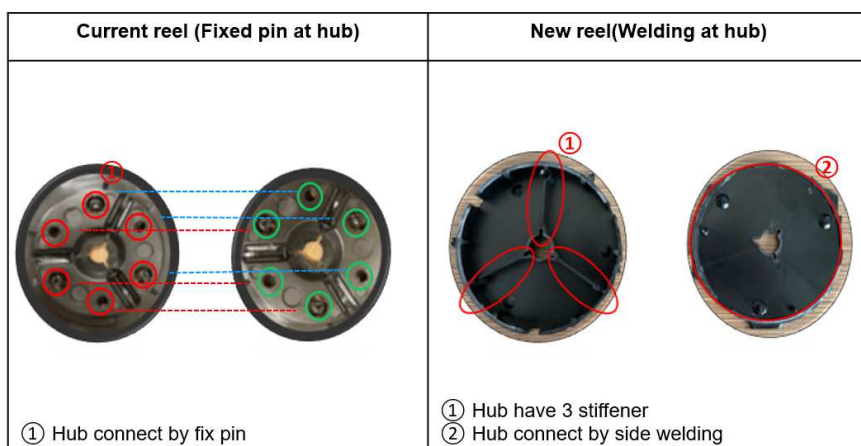 Current reel (Fixed pin at hub)
New reel(Welding at hub)
①
①
②
① Hub connect by fix pin
① Hub have 3 stiffener
② Hub connect by side welding